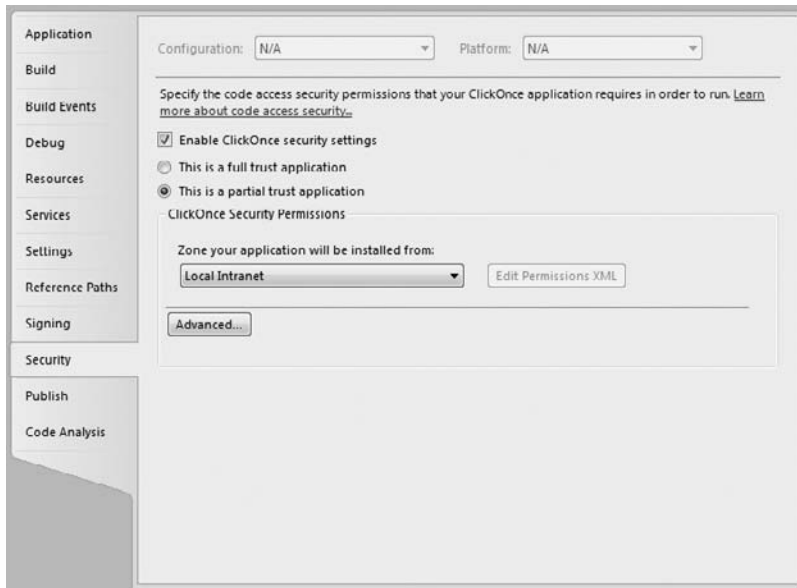 Application
Build
Build Events
Debug
Resources
Services
Settings
Reference Paths
Signing
Security
Publish
Code Analysis
Configuration: N/A Platform: N/A
Specify the code access security permissions that your ClickOnce application requires in order to run. Learn
more about code access security...
Enable ClickOnce security settings
This is a full trust application
This is a partial trust application
ClickOnce Security Permissions
Zone your application will be installed from:
Local Intranet Edit Permissions XML
Advanced...